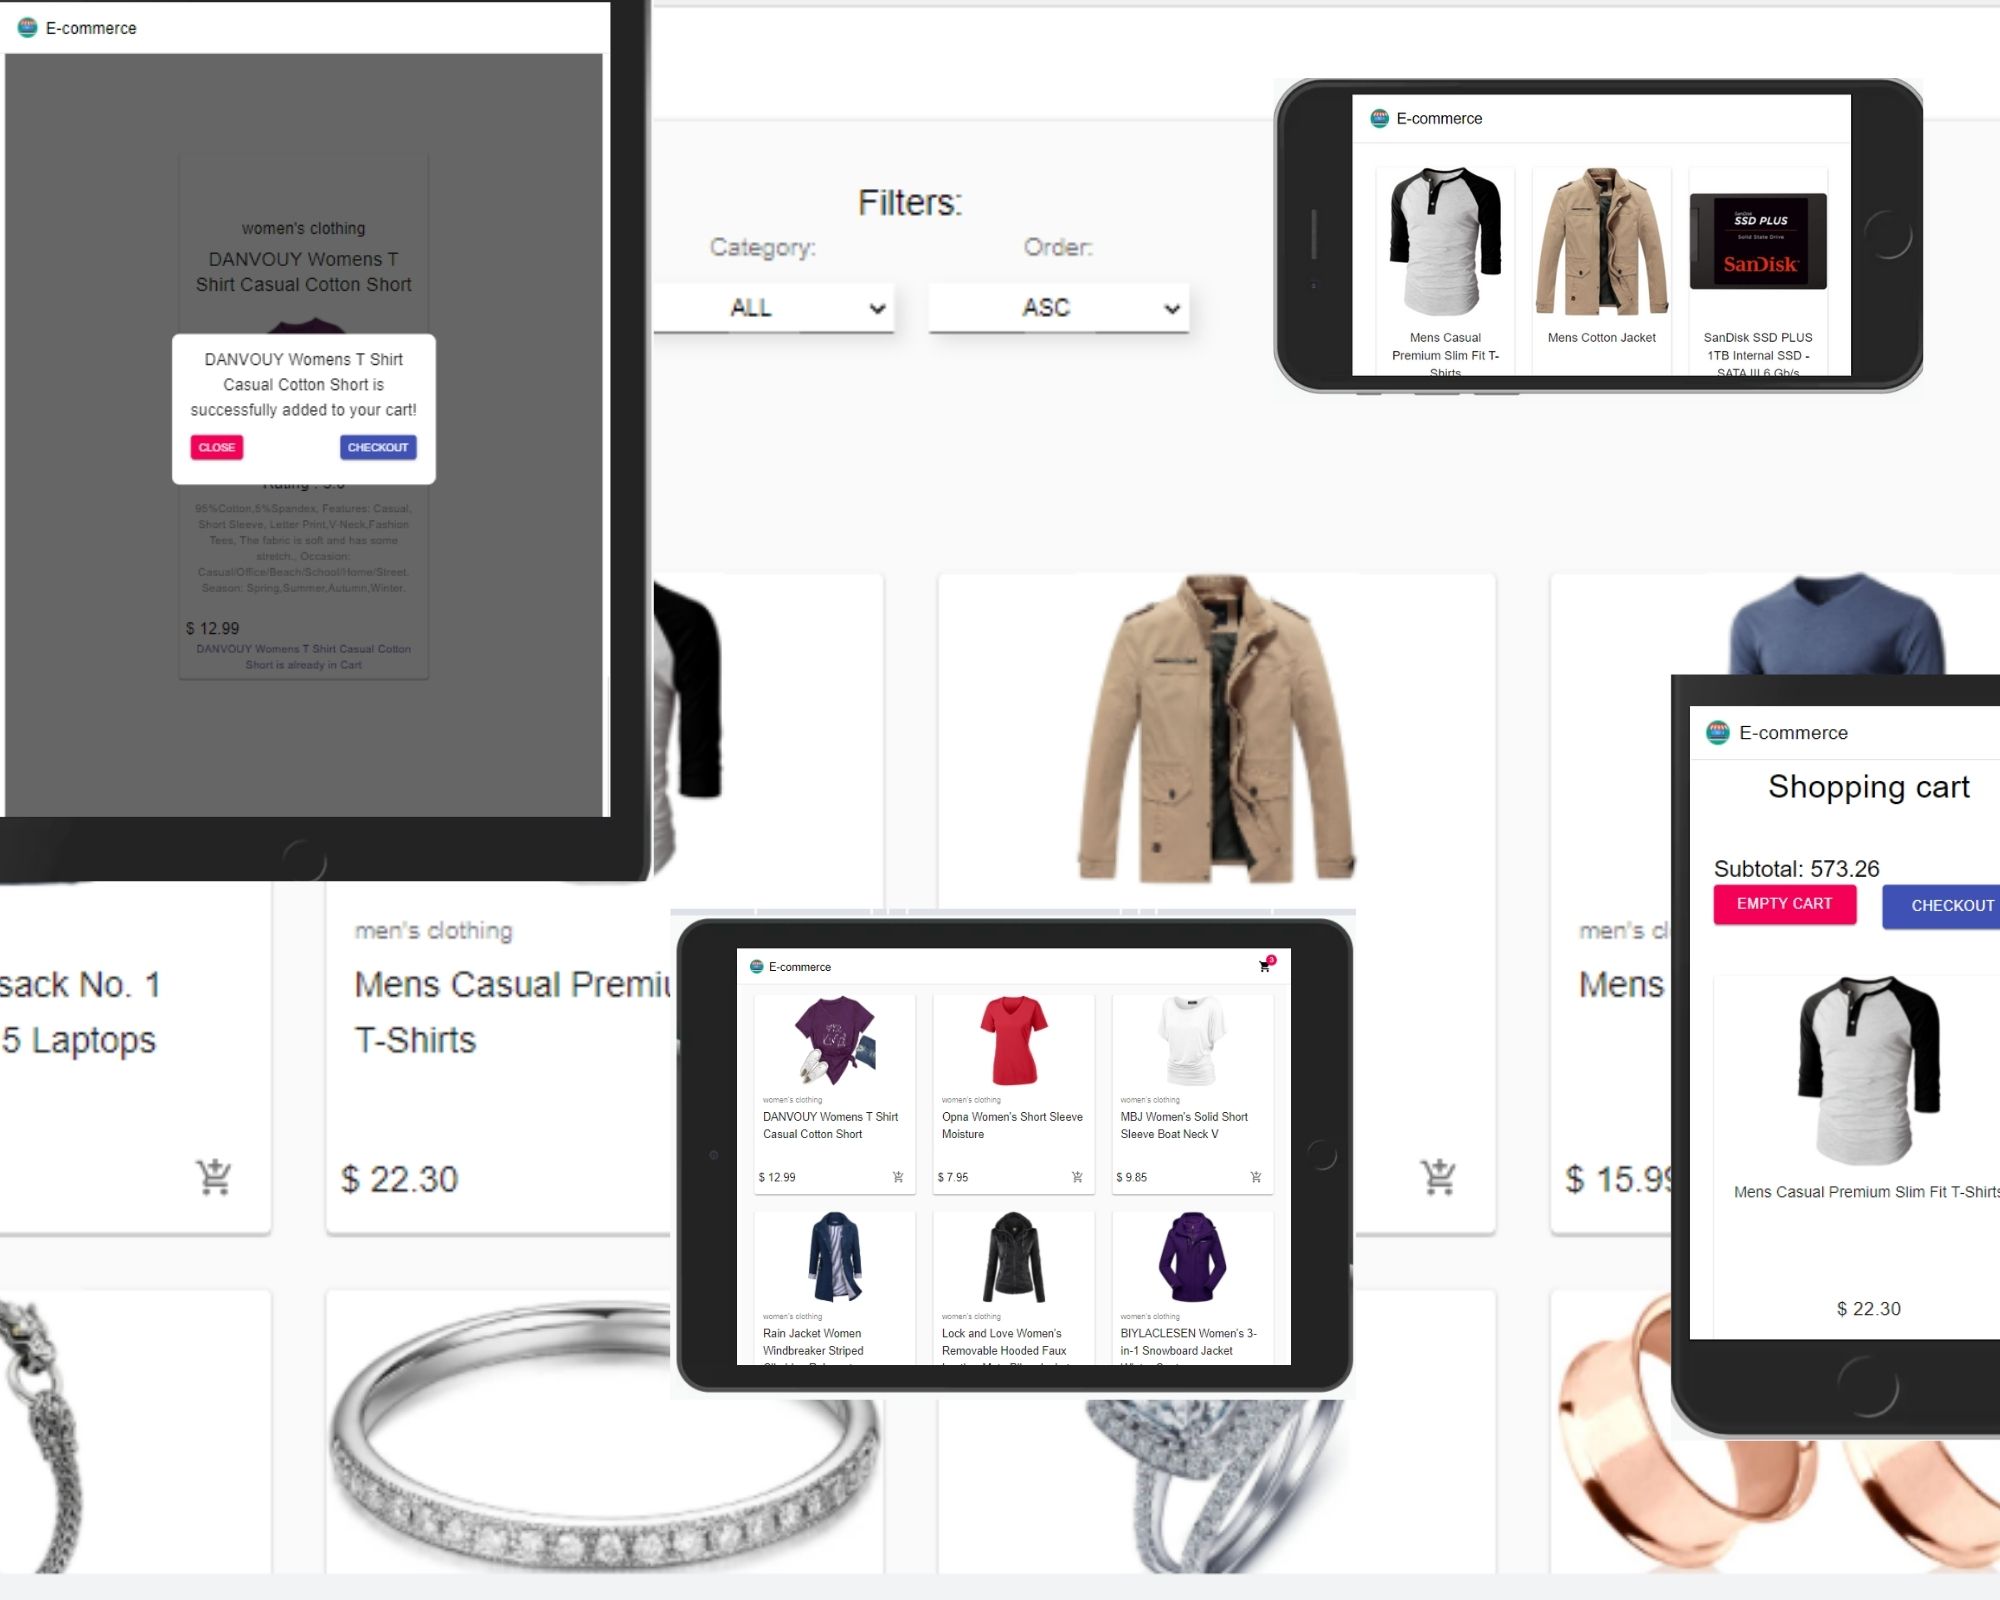 E-commerce
women's clothing
DANVOUY Womens T
Shirt Casual Cotton Short
DANVOUY Womens T Shirt
Casual Cotton Short is
successfully added to your cart!
CLOSE
CHECKOUT
95%Cotton,5%Spandex, Features: Casual,
Short Sleeve, Letter Print,V-Neck,Fashion
Tees, The fabric is soft and has some
stretch., Occasion:
Casual/Office/Beach/School/Home/Street.
Season: Spring,Summer,Autumn,Winter.
$ 12.99
DANVOUY Womens T Shirt Casual Cotton
Short is already in Cart
Filters:
Category:
Order:
ALL
ASC
E-commerce
Mens Casual
Premium Slim Fit T-
Shirts
Mens Cotton Jacket
SanDisk
SSD PLUS
Solid State Drive
SanDisk
SanDisk SSD PLUS
1TB Internal SSD -
SATA III 6 Gb/s
sack No. 1
5 Laptops
men's clothing
Mens Casual Premiu
T-Shirts
$ 22.30
men's cl
Mens
$ 15.99
E-commerce
3
women's clothing
DANVOUY Womens T Shirt
Casual Cotton Short
$ 12.99
women's clothing
Opna Women's Short Sleeve
Moisture
$ 7.95
women's clothing
MBJ Women's Solid Short
Sleeve Boat Neck V
$ 9.85
women's clothing
Rain Jacket Women
Windbreaker Striped
women's clothing
Lock and Love Women's
Removable Hooded Faux
women's clothing
BIYLACLESEN Women's 3-
in-1 Snowboard Jacket
E-commerce
Shopping cart
Subtotal: 573.26
EMPTY CART
CHECKOUT
Mens Casual Premium Slim Fit T-Shirts
$ 22.30